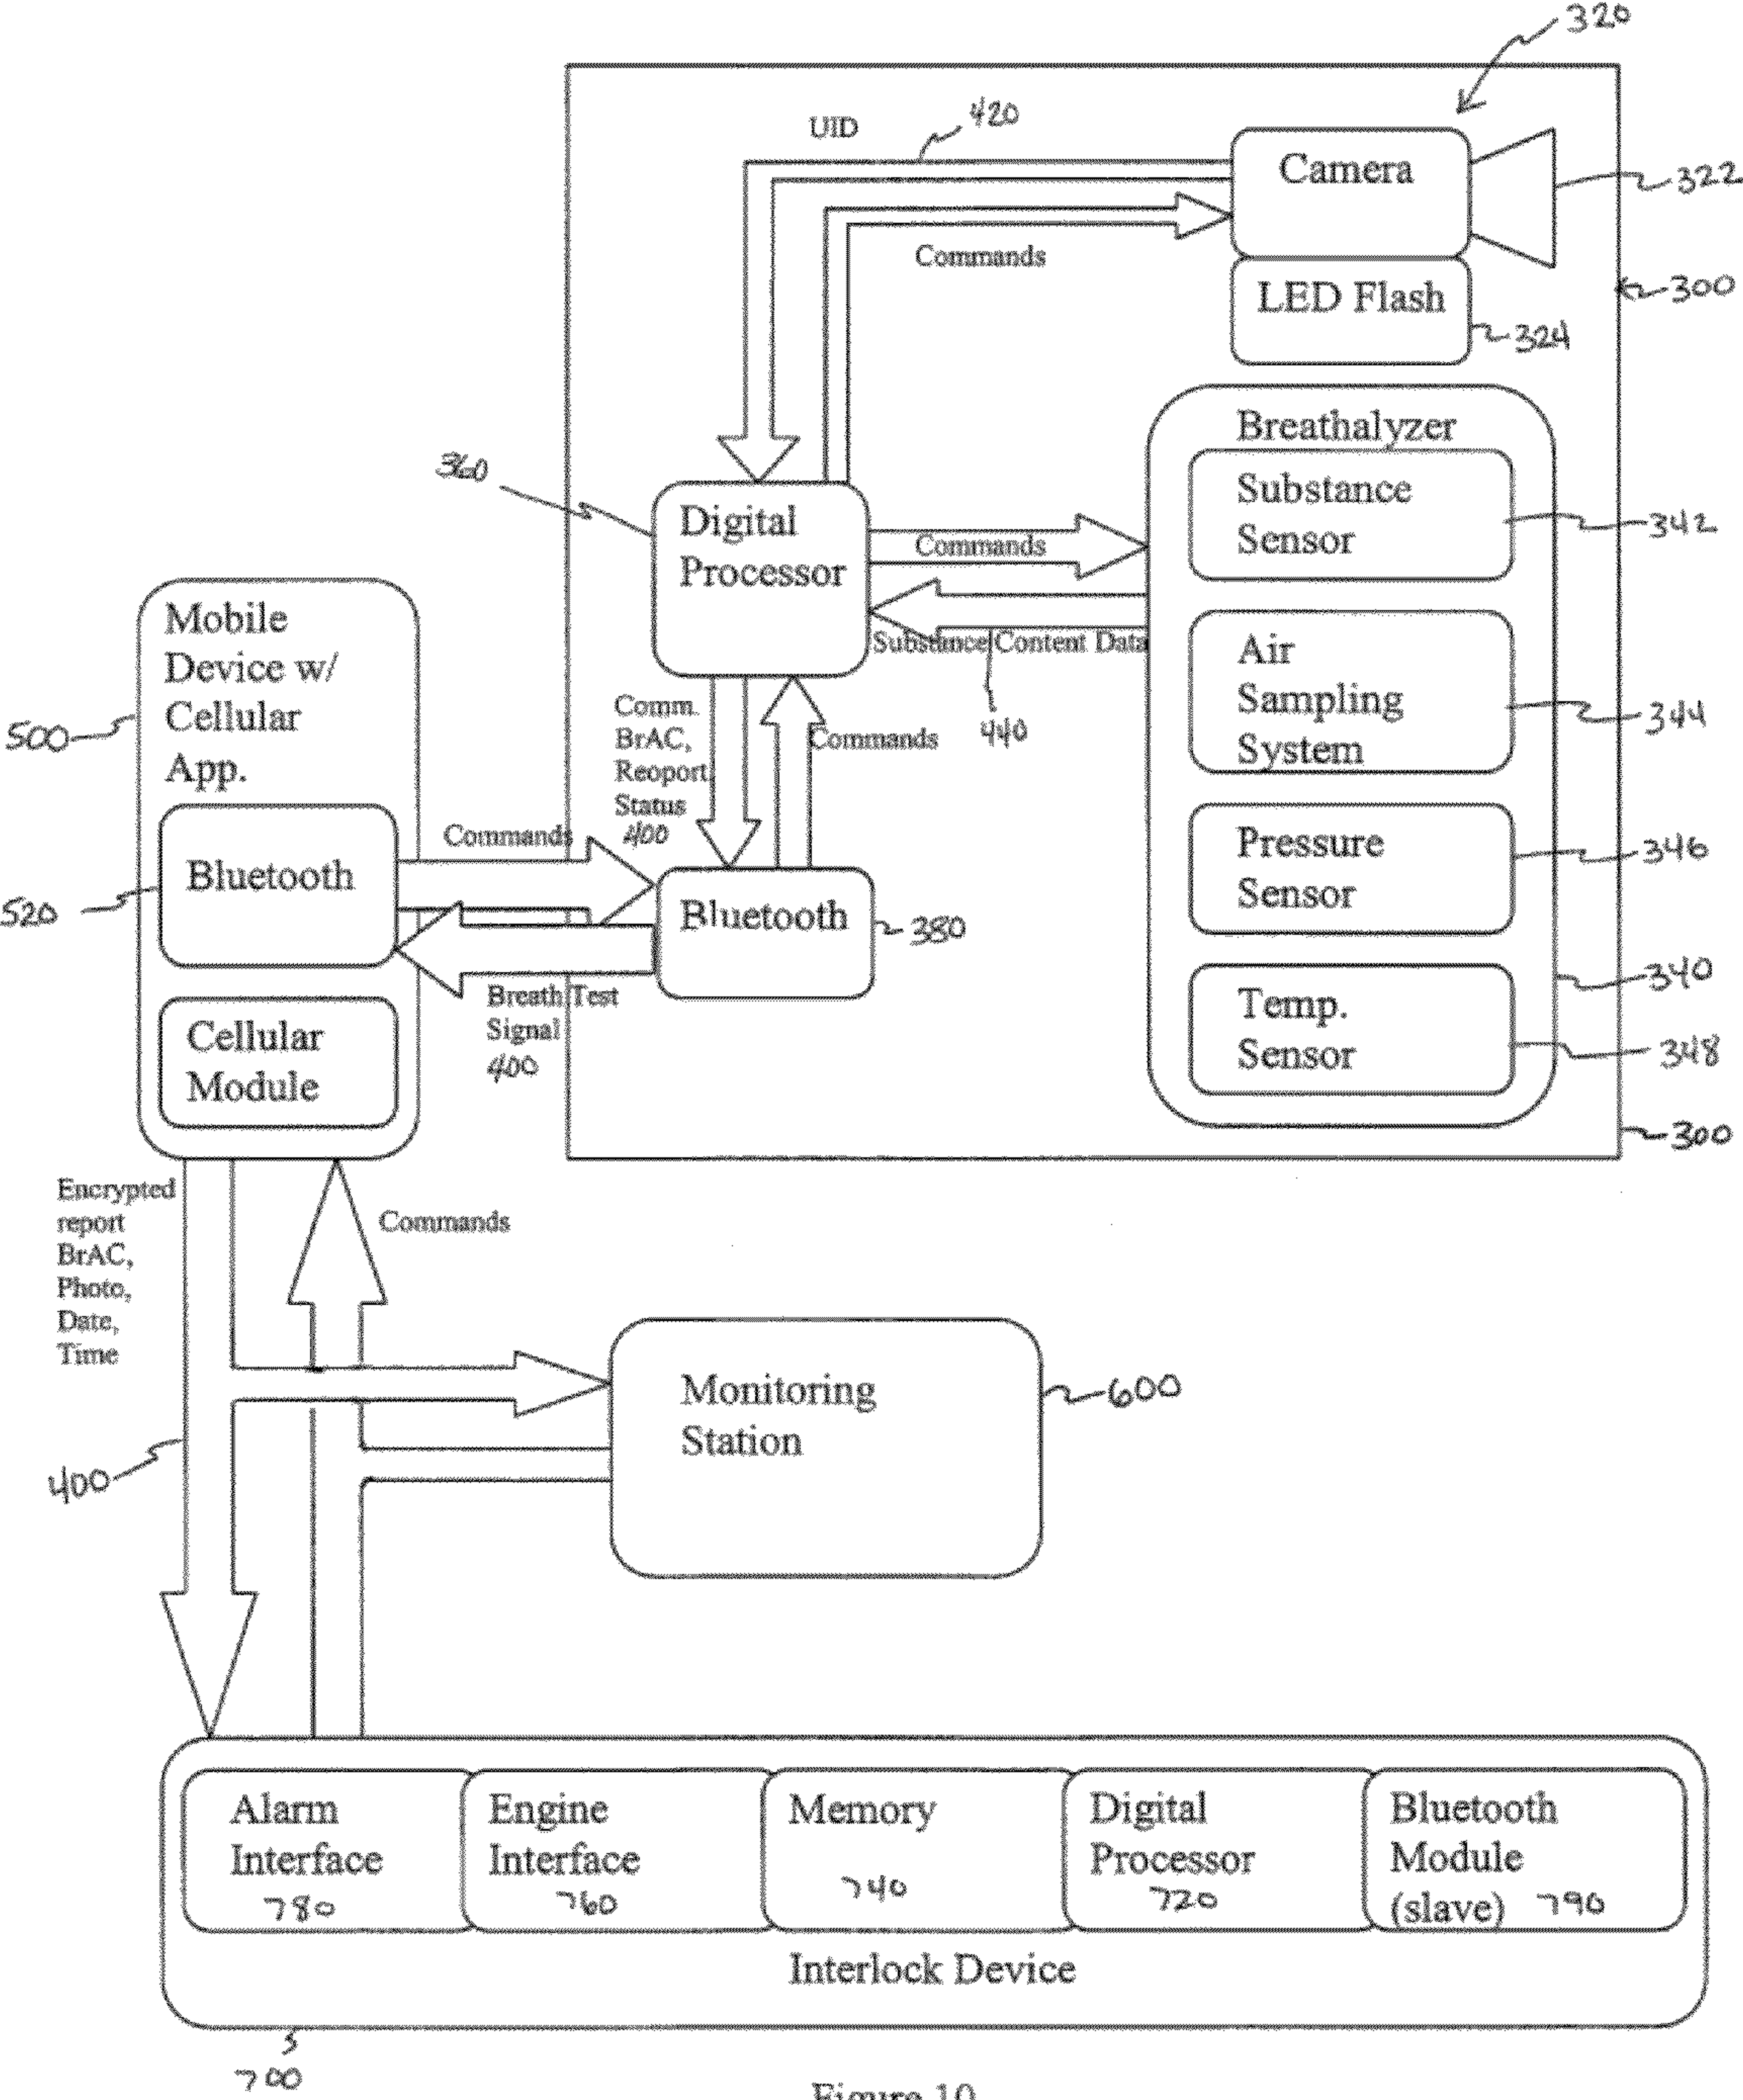 320
UID
420
Camera
322
Commands
300
LED Flash
324
Breathalyzer
360
Substance
Sensor
342
Digital
Processor
Commands
Substance Content Data
440
Air
Sampling
System
344
Mobile
Device w/
Cellular
App.
500
Comm.
BrAC,
Reoport
Status
400
Commands
Commands
Pressure
Sensor
346
Bluetooth
520
Bluetooth
380
340
Breath Test
Signal
400
Cellular
Module
Temp.
Sensor
348
300
Encrypted
report
BrAC,
Photo,
Date,
Time
Commands
Monitoring
Station
600
400
Alarm
Interface
780
Engine
Interface
760
Memory
740
Digital
Processor
720
Bluetooth
Module
(slave) 790
Interlock Device
700
Figure 10